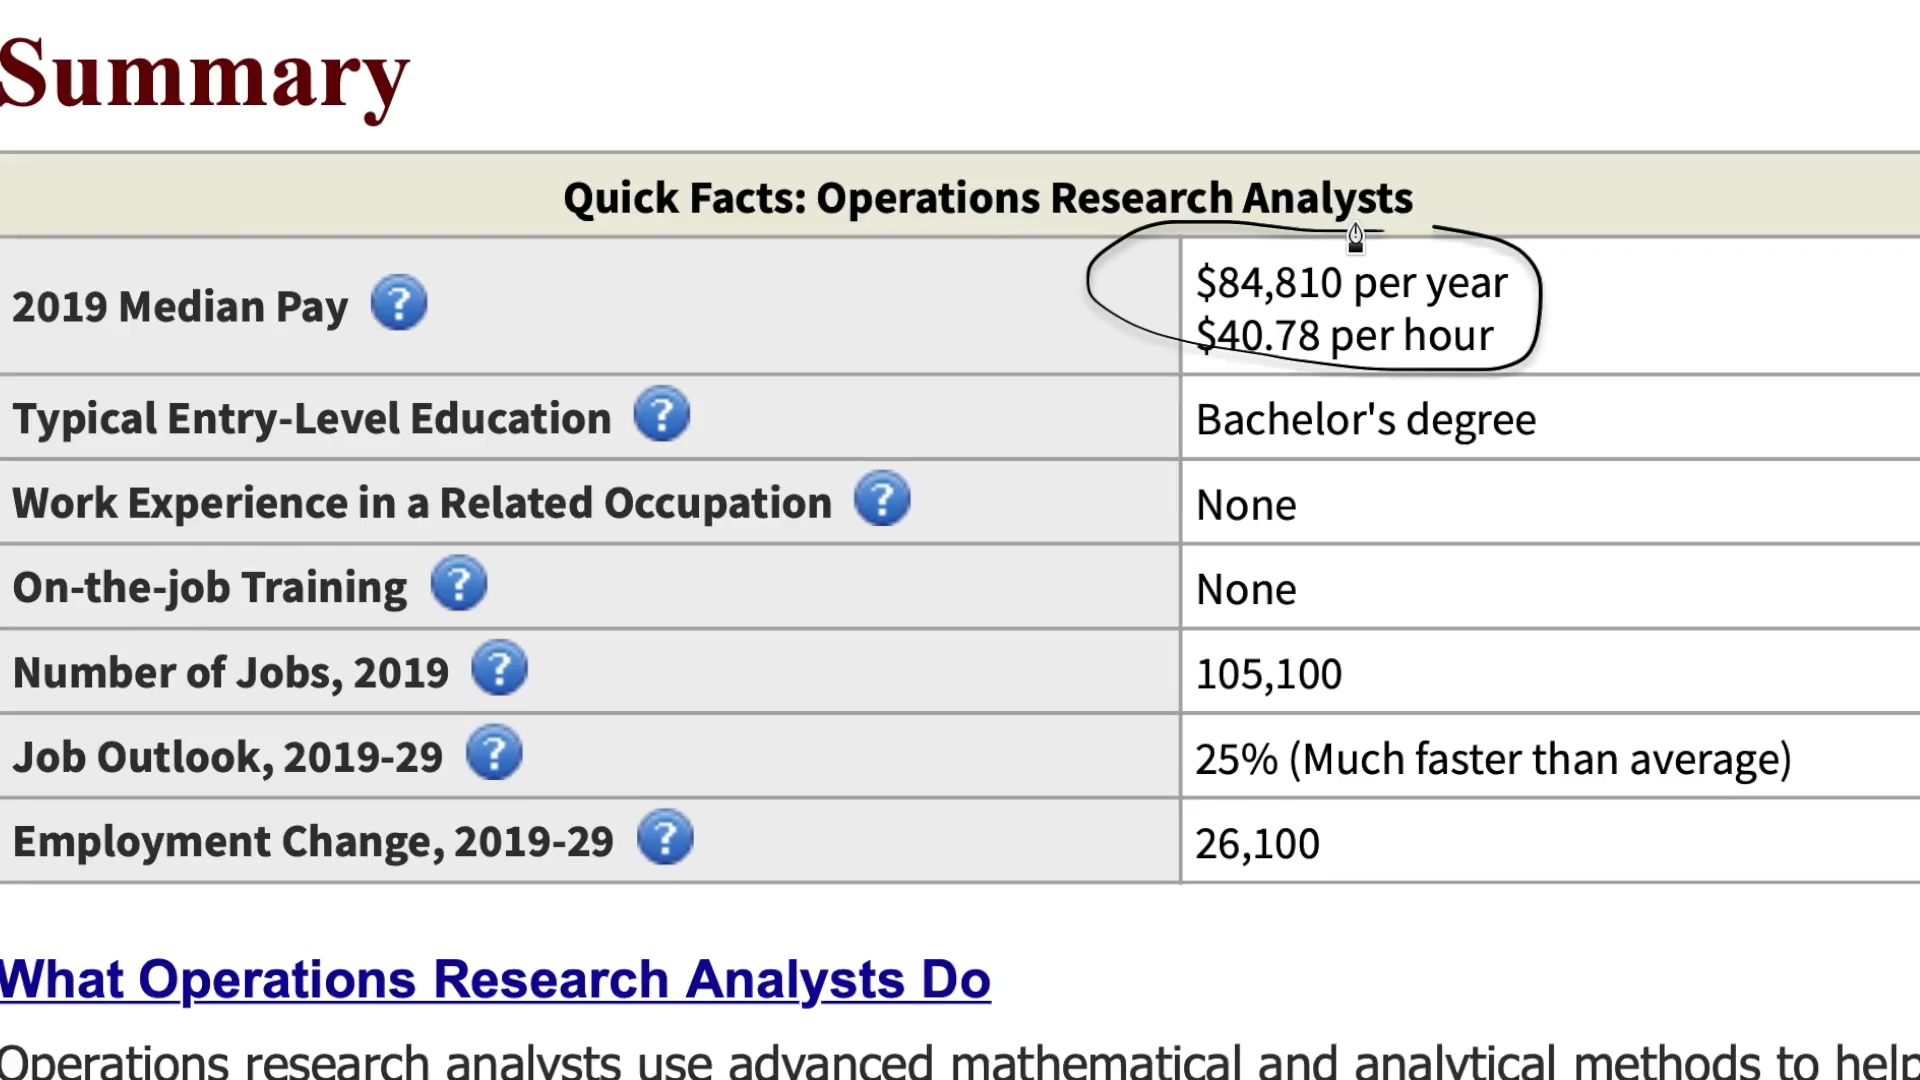 Summary
Quick Facts: Operations Research Analysts
2019 Median Pay ?
$84,810 per year
$40.78 per hour
Typical Entry-Level Education ?
Bachelor's degree
Work Experience in a Related Occupation ?
None
On-the-job Training ?
None
Number of Jobs, 2019 ?
105,100
Job Outlook, 2019-29 ?
25% (Much faster than average)
Employment Change, 2019-29 ?
26,100
What Operations Research Analysts Do
Operations research analysts use advanced mathematical and analytical methods to help